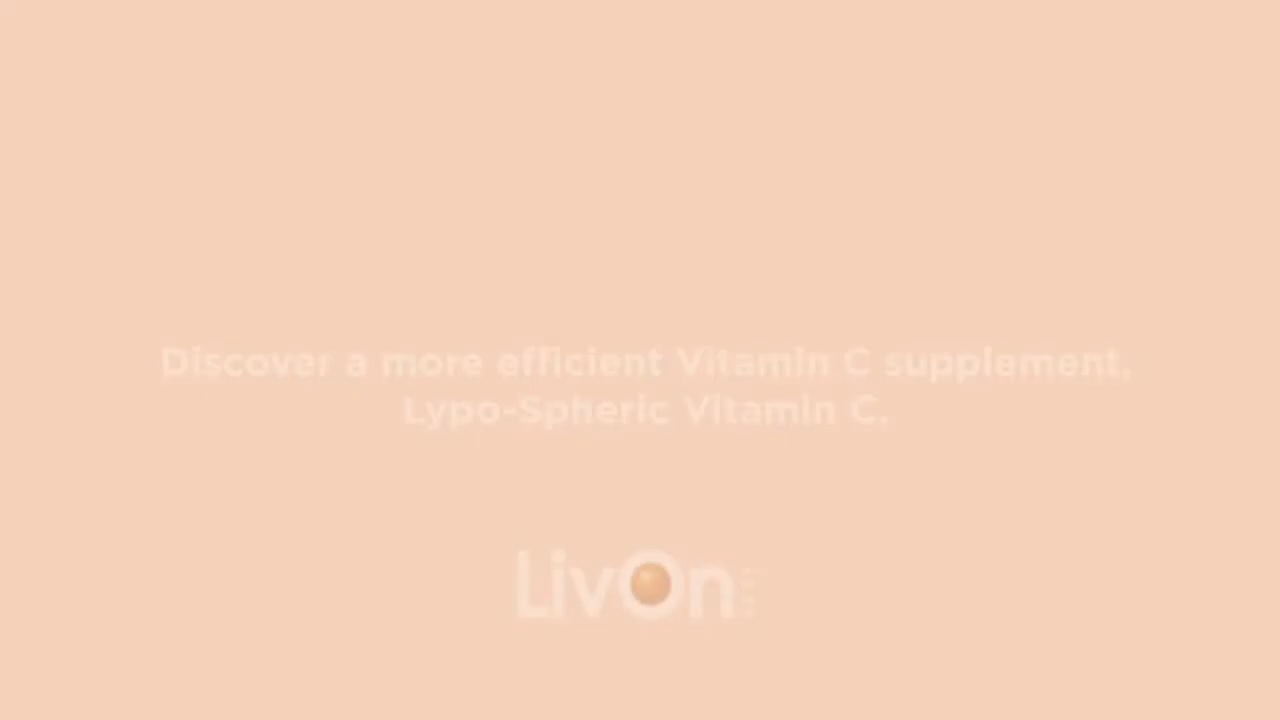 Discover a more efficient Vitamin C supplement.
Lypo-Spheric Vitamin C.
LivOn